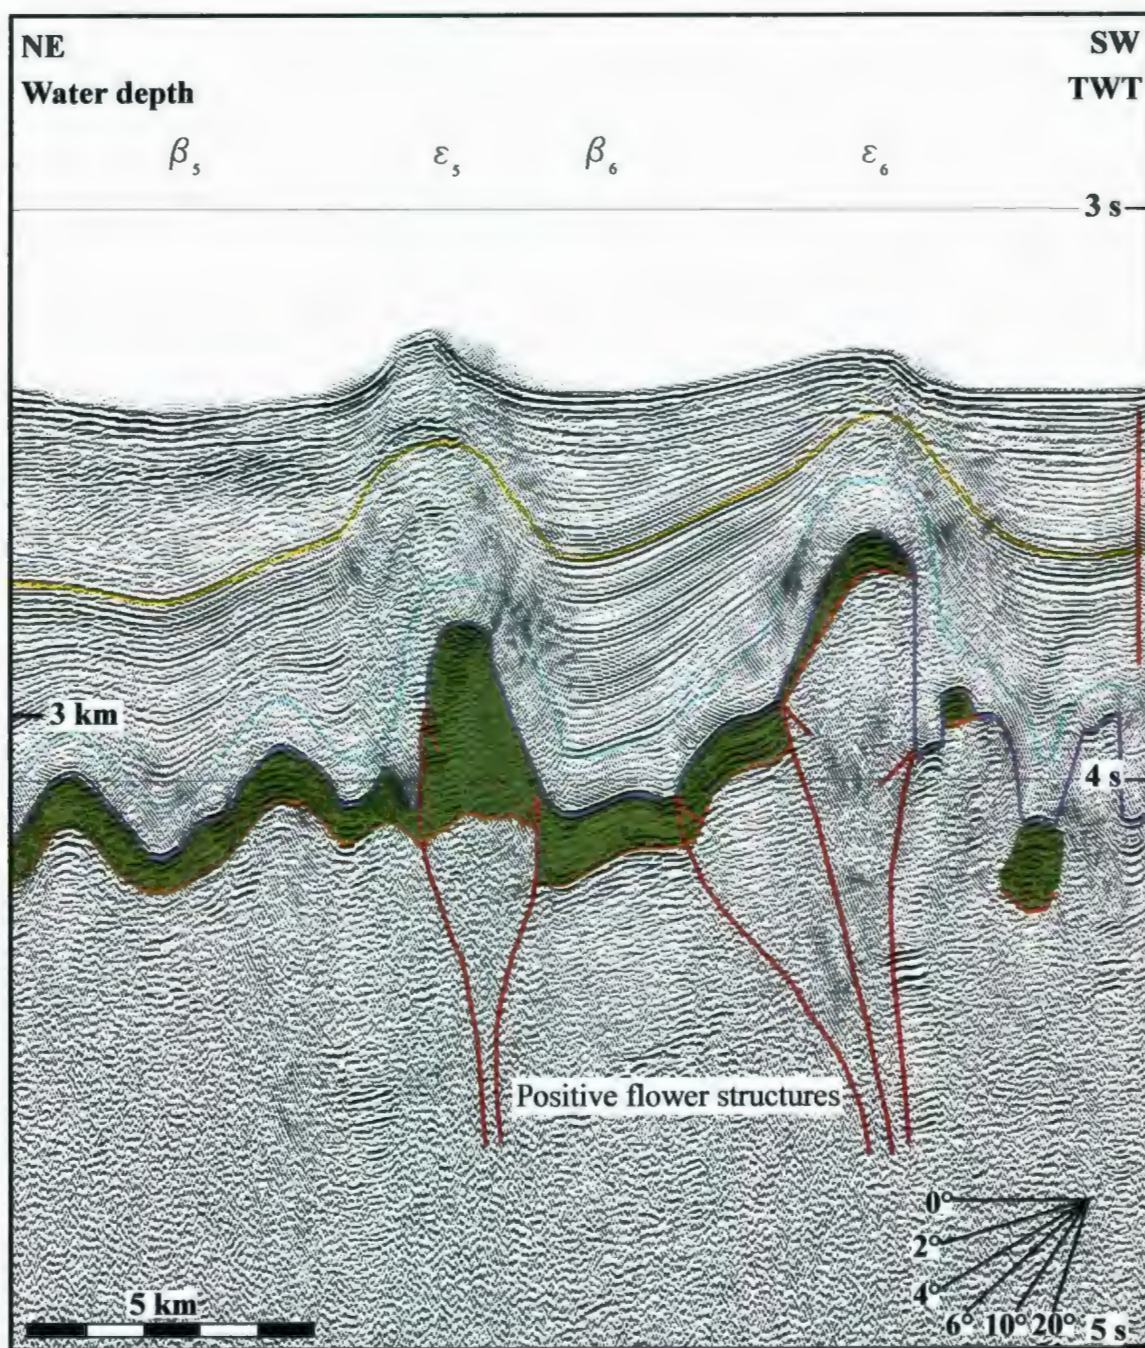 NE SW
Water depth TWT
β₅ ε₅ β₆ ε₆
3 s
3 km
4 s
Positive flower structures
0°
2°
4°
6° 10° 20° 5 s
5 km